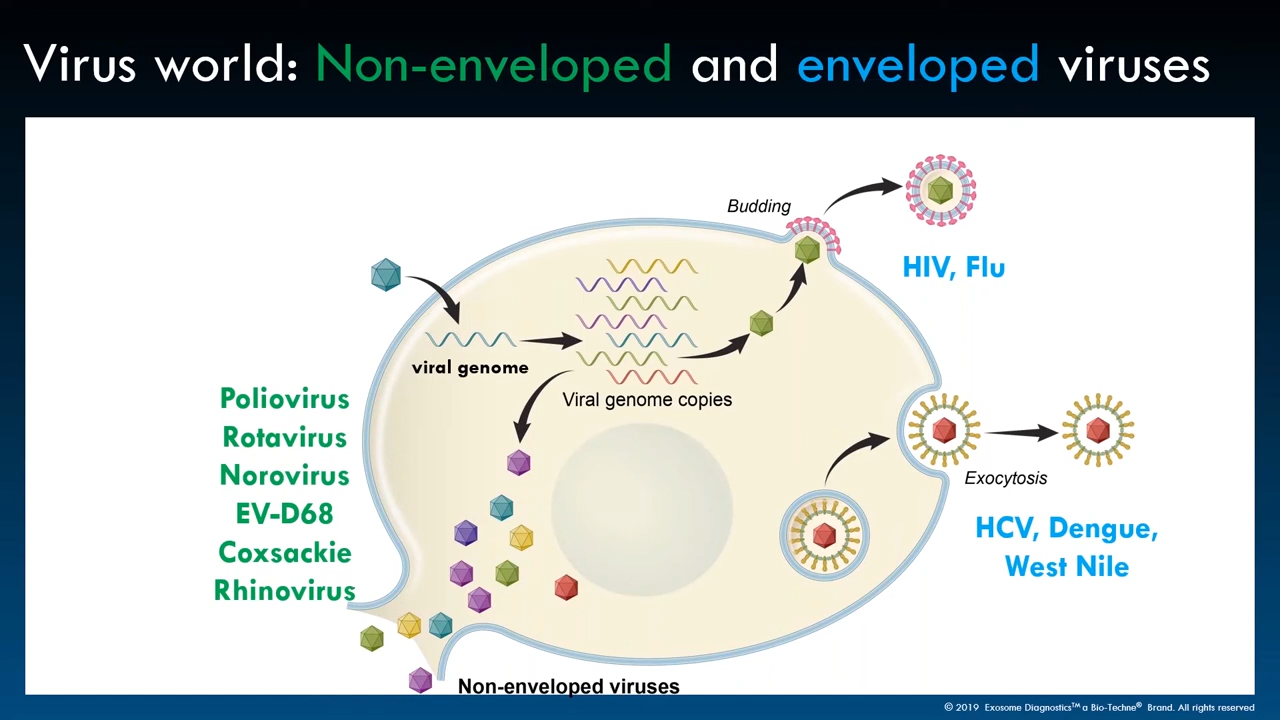 Virus world: Non-enveloped and enveloped viruses
Budding
HIV, Flu
viral genome
Viral genome copies
Poliovirus
Rotavirus
Norovirus
EV-D68
Coxsackie
Rhinovirus
Exocytosis
HCV, Dengue,
West Nile
Non-enveloped viruses
© 2019 Exosome Diagnostics™ a Bio-Techne® Brand. All rights reserved